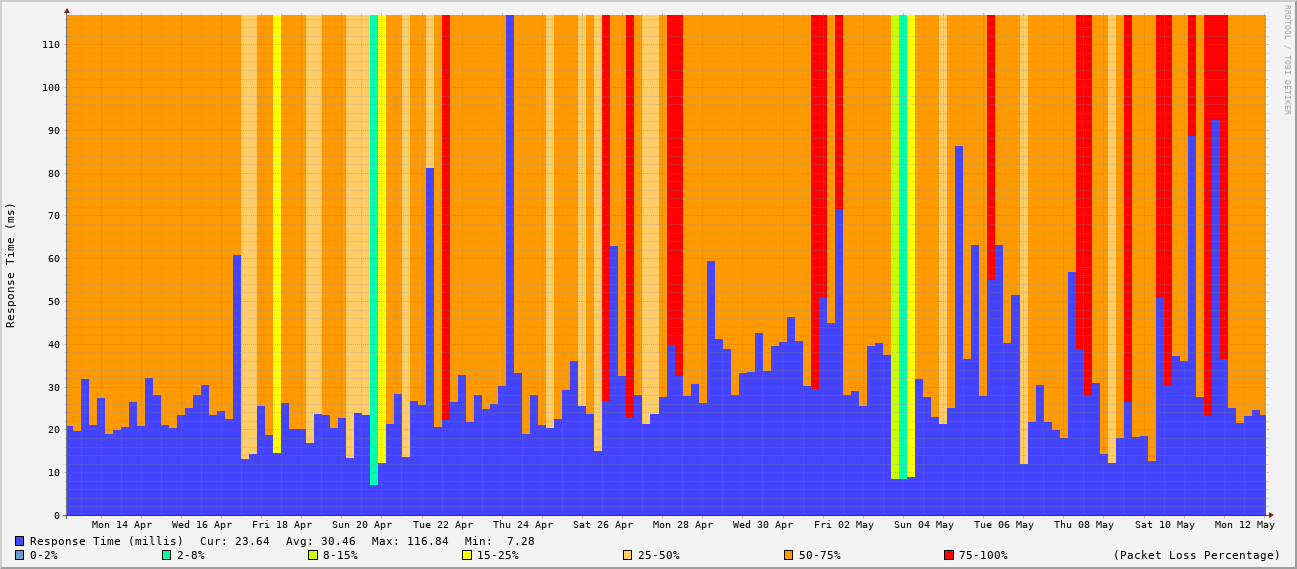 RRDTOOL / TOBI OETIKER
Response Time (ms)
110
100
90
80
70
60
50
40
30
20
10
0
Mon 14 Apr Wed 16 Apr Fri 18 Apr Sun 20 Apr Tue 22 Apr Thu 24 Apr Sat 26 Apr Mon 28 Apr Wed 30 Apr Fri 02 May Sun 04 May Tue 06 May Thu 08 May Sat 10 May Mon 12 May
Response Time (millis) Cur: 23.64 Avg: 30.46 Max: 116.84 Min: 7.28
0-2% 2-8% 8-15% 15-25% 25-50% 50-75% 75-100% (Packet Loss Percentage)